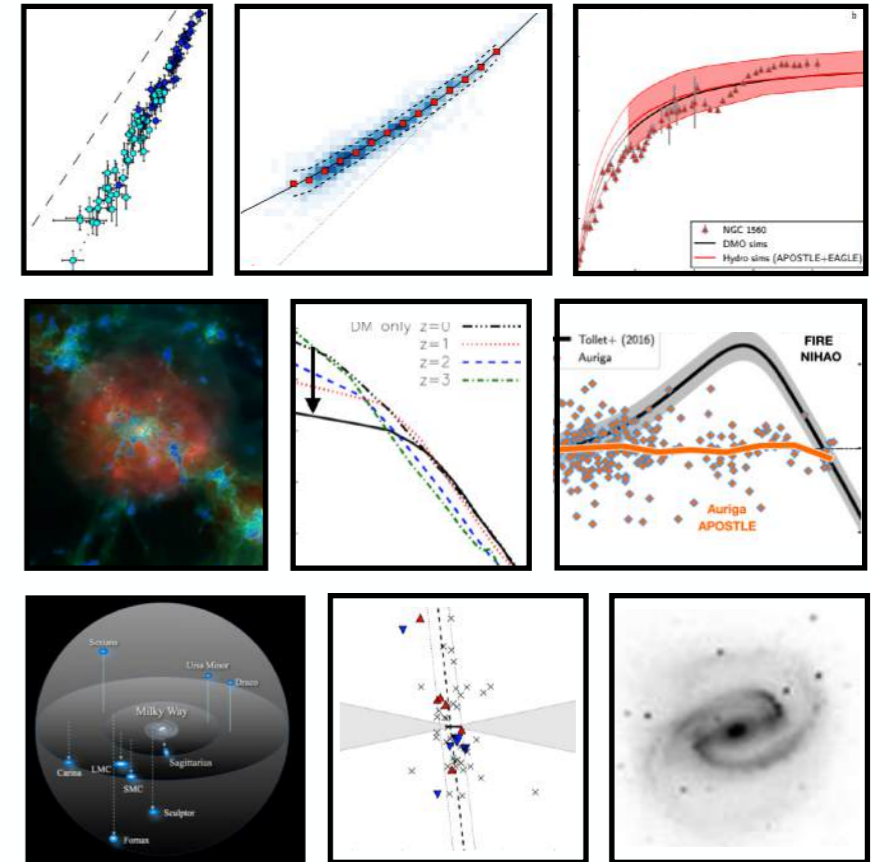 b
NGC 1560
DMO sims
Hydro sims (APOSTLE+EAGLE)
DM only z=0
z=1
z=2
z=3
Tollet+ (2016)
Auriga
FIRE
NIHAO
Auriga
APOSTLE
Sextans
Ursa Minor
Draco
Milky Way
Carina
LMC
SMC
Sagittarius
Sculptor
Fornax